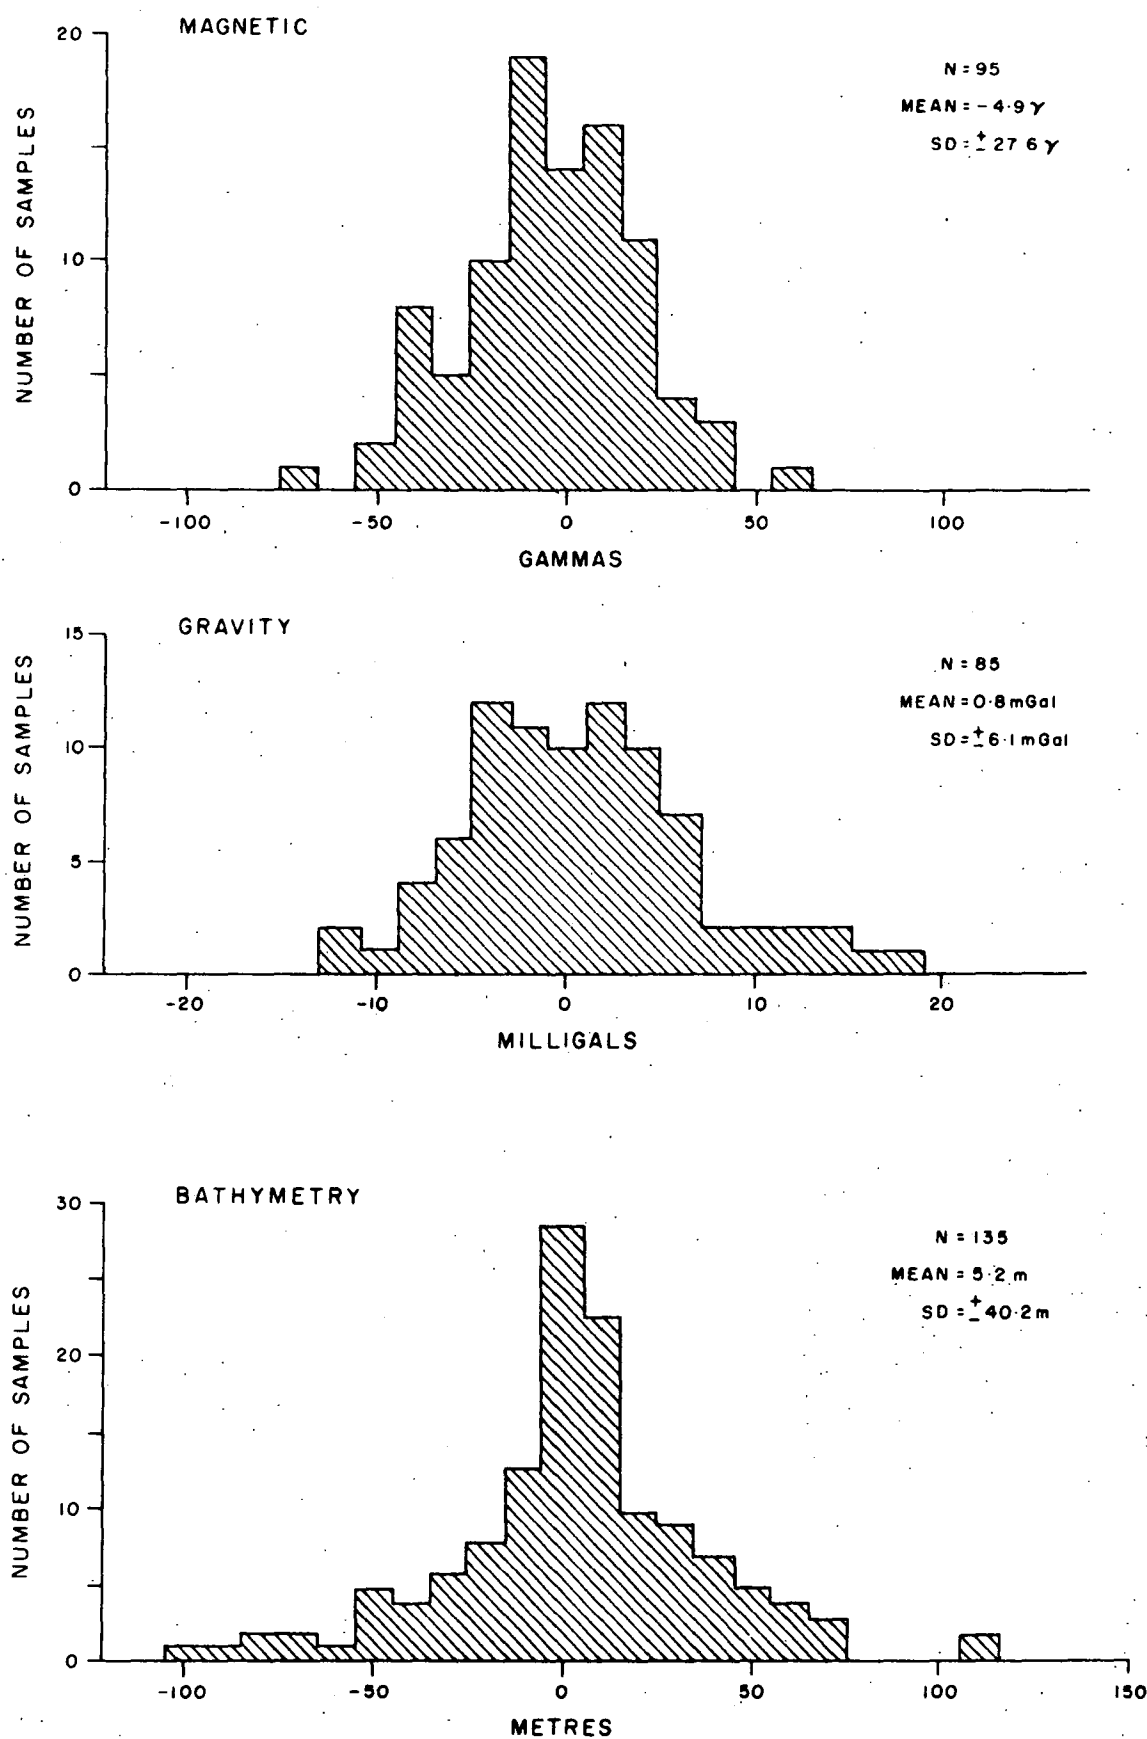 MAGNETIC
20
10
0
NUMBER OF SAMPLES
N = 95
MEAN = -4·9 γ
SD = ± 27 6 γ
-100 -50 0 50 100
GAMMAS
GRAVITY
15
10
5
0
NUMBER OF SAMPLES
N = 85
MEAN = 0·8 mGal
SD = ± 6·1 mGal
-20 -10 0 10 20
MILLIGALS
BATHYMETRY
30
20
10
0
NUMBER OF SAMPLES
N = 135
MEAN = 5·2 m
SD = ± 40·2 m
-100 -50 0 50 100 150
METRES